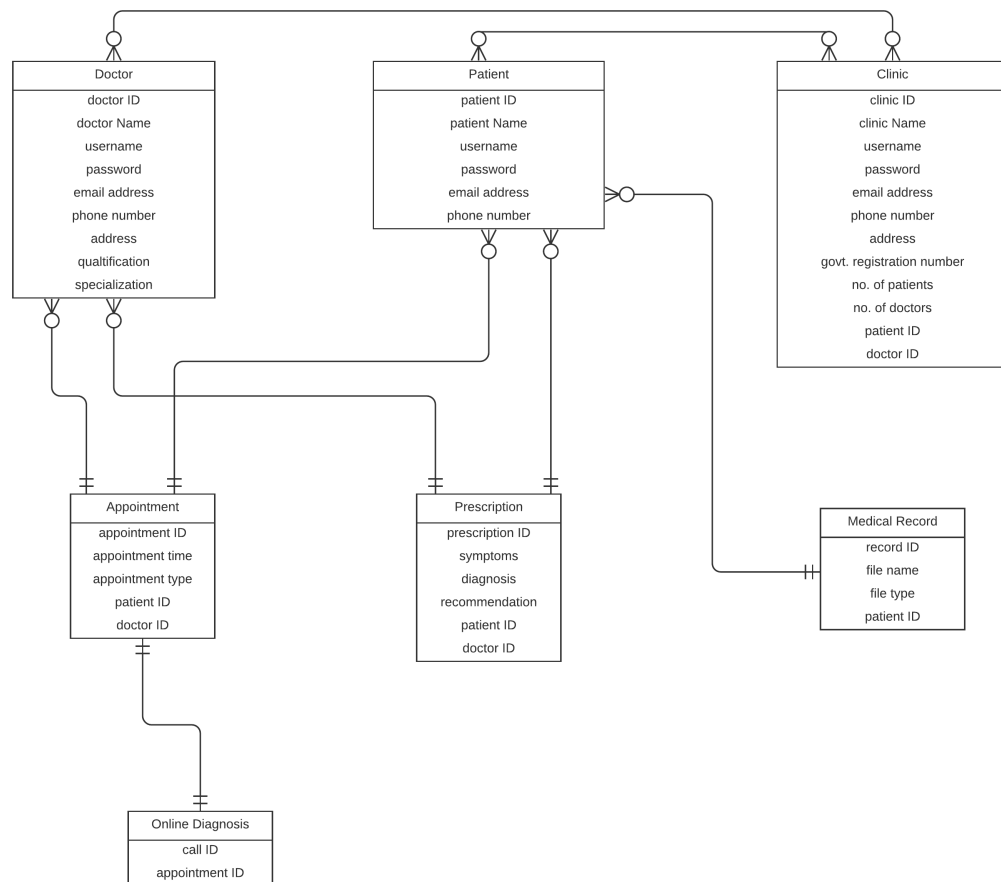 Doctor
doctor ID
doctor Name
username
password
email address
phone number
address
qualtification
specialization
Patient
patient ID
patient Name
username
password
email address
phone number
Clinic
clinic ID
clinic Name
username
password
email address
phone number
address
govt. registration number
no. of patients
no. of doctors
patient ID
doctor ID
Appointment
appointment ID
appointment time
appointment type
patient ID
doctor ID
Prescription
prescription ID
symptoms
diagnosis
recommendation
patient ID
doctor ID
Medical Record
record ID
file name
file type
patient ID
Online Diagnosis
call ID
appointment ID